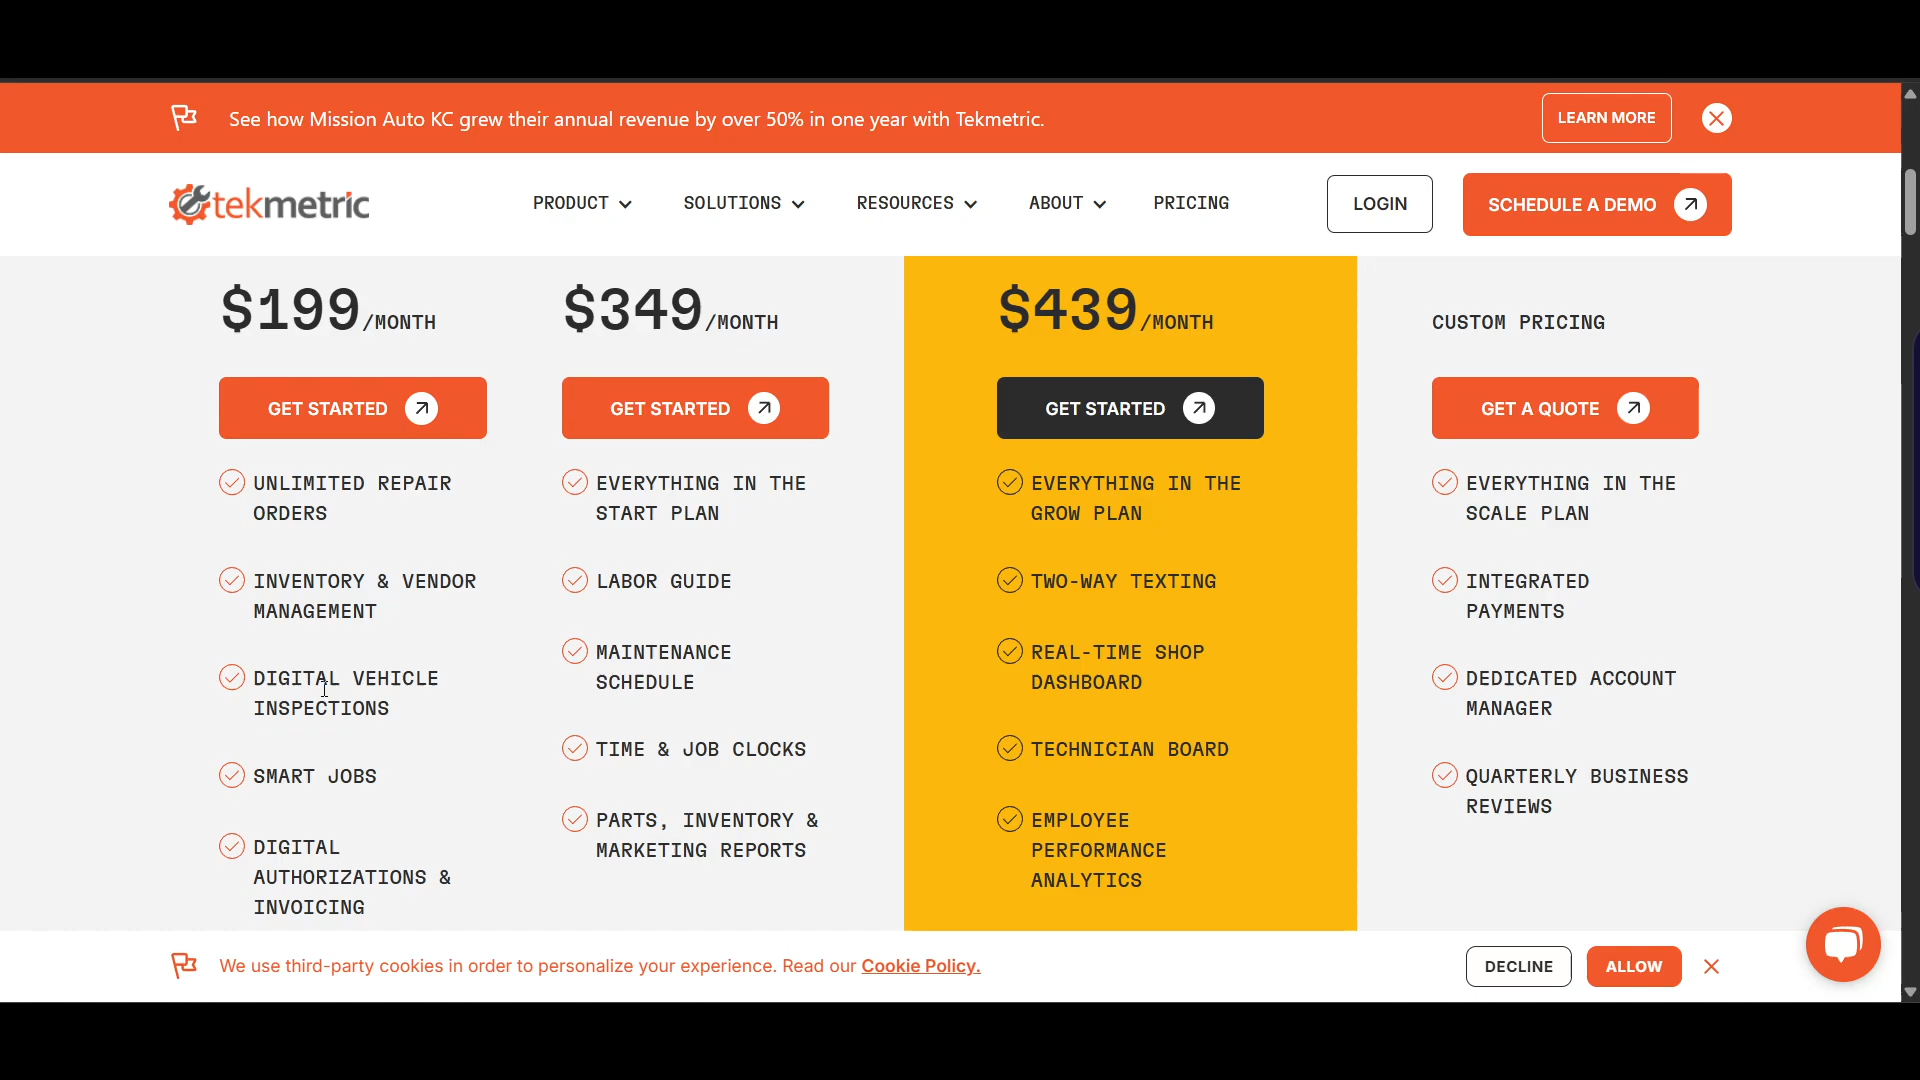 See how Mission Auto KC grew their annual revenue by over 50% in one year with Tekmetric.
LEARN MORE
tekmetric
PRODUCT
SOLUTIONS
RESOURCES
ABOUT
PRICING
LOGIN
SCHEDULE A DEMO
$199/MONTH
GET STARTED
UNLIMITED REPAIR
ORDERS
INVENTORY & VENDOR
MANAGEMENT
DIGITAL VEHICLE
INSPECTIONS
SMART JOBS
DIGITAL
AUTHORIZATIONS &
INVOICING
$349/MONTH
GET STARTED
EVERYTHING IN THE
START PLAN
LABOR GUIDE
MAINTENANCE
SCHEDULE
TIME & JOB CLOCKS
PARTS, INVENTORY &
MARKETING REPORTS
$439/MONTH
GET STARTED
EVERYTHING IN THE
GROW PLAN
TWO-WAY TEXTING
REAL-TIME SHOP
DASHBOARD
TECHNICIAN BOARD
EMPLOYEE
PERFORMANCE
ANALYTICS
CUSTOM PRICING
GET A QUOTE
EVERYTHING IN THE
SCALE PLAN
INTEGRATED
PAYMENTS
DEDICATED ACCOUNT
MANAGER
QUARTERLY BUSINESS
REVIEWS
We use third-party cookies in order to personalize your experience. Read our Cookie Policy.
DECLINE
ALLOW